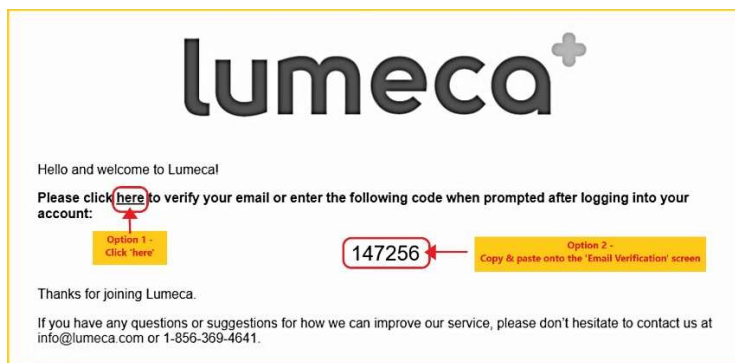 lumeca
Hello and welcome to Lumeca!
Please click here to verify your email or enter the following code when prompted after logging into your
account:
Option 1 -
Click 'here'
147256
Option 2 -
Copy & paste onto the 'Email Verification' screen
Thanks for joining Lumeca.
If you have any questions or suggestions for how we can improve our service, please don't hesitate to contact us at
info@lumeca.com or 1-856-369-4641.